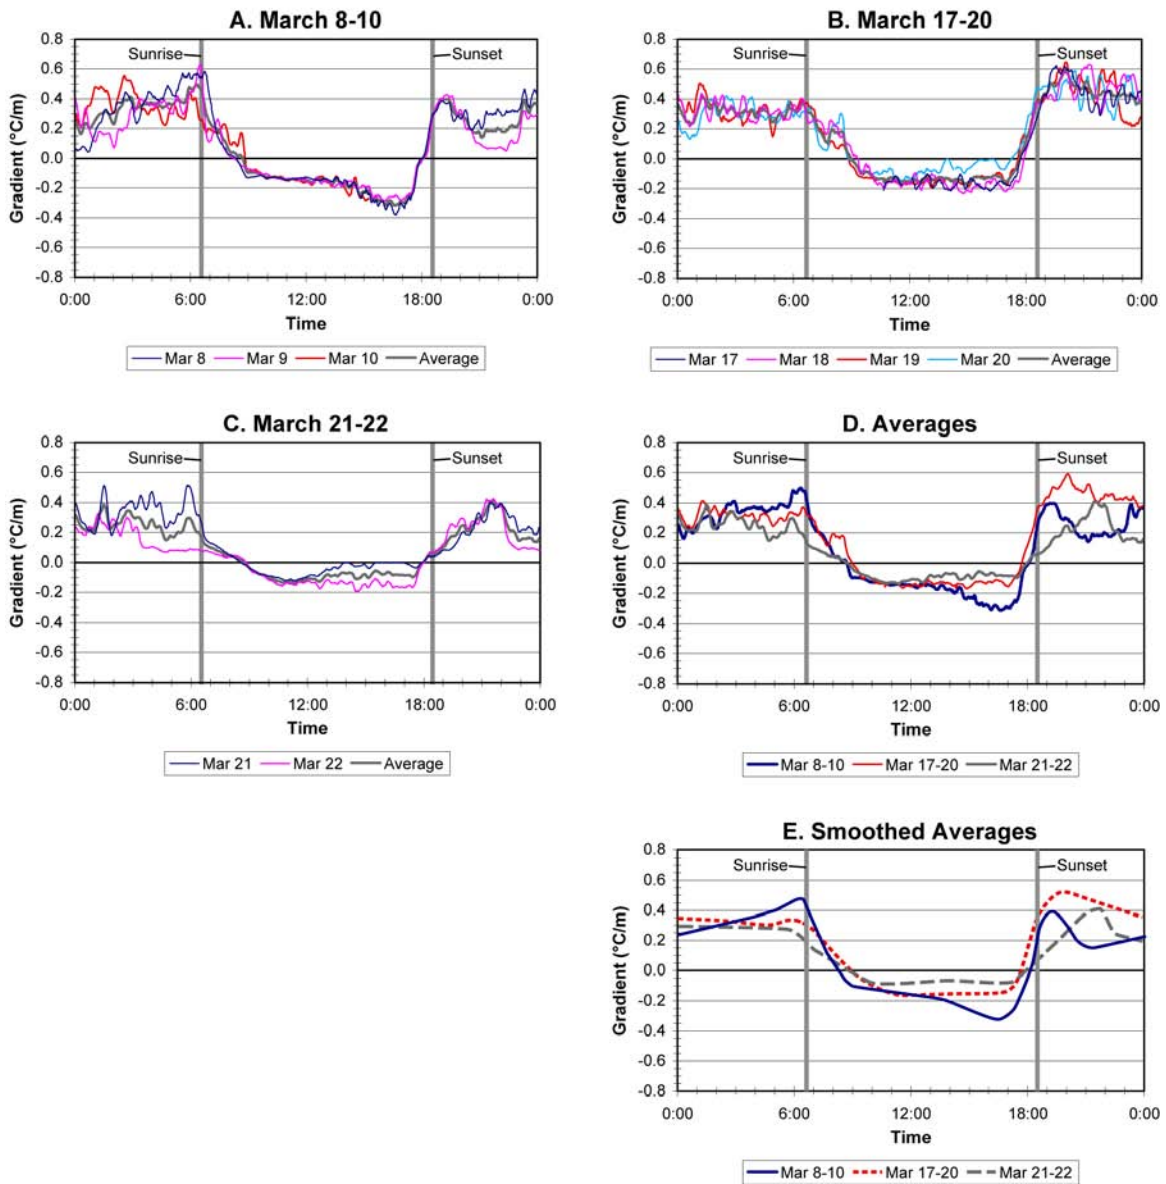 A. March 8-10
0.8
0.6
0.4
0.2
0.0
-0.2
-0.4
-0.6
-0.8
Gradient (°C/m)
Sunrise
Sunset
0:00 6:00 12:00 18:00 0:00
Time
Mar 8 Mar 9 Mar 10 Average
B. March 17-20
0.8
0.6
0.4
0.2
0.0
-0.2
-0.4
-0.6
-0.8
Gradient (°C/m)
Sunrise
Sunset
0:00 6:00 12:00 18:00 0:00
Time
Mar 17 Mar 18 Mar 19 Mar 20 Average
C. March 21-22
0.8
0.6
0.4
0.2
0.0
-0.2
-0.4
-0.6
-0.8
Gradient (°C/m)
Sunrise
Sunset
0:00 6:00 12:00 18:00 0:00
Time
Mar 21 Mar 22 Average
D. Averages
0.8
0.6
0.4
0.2
0.0
-0.2
-0.4
-0.6
-0.8
Gradient (°C/m)
Sunrise
Sunset
0:00 6:00 12:00 18:00 0:00
Time
Mar 8-10 Mar 17-20 Mar 21-22
E. Smoothed Averages
0.8
0.6
0.4
0.2
0.0
-0.2
-0.4
-0.6
-0.8
Gradient (°C/m)
Sunrise
Sunset
0:00 6:00 12:00 18:00 0:00
Time
Mar 8-10 Mar 17-20 Mar 21-22